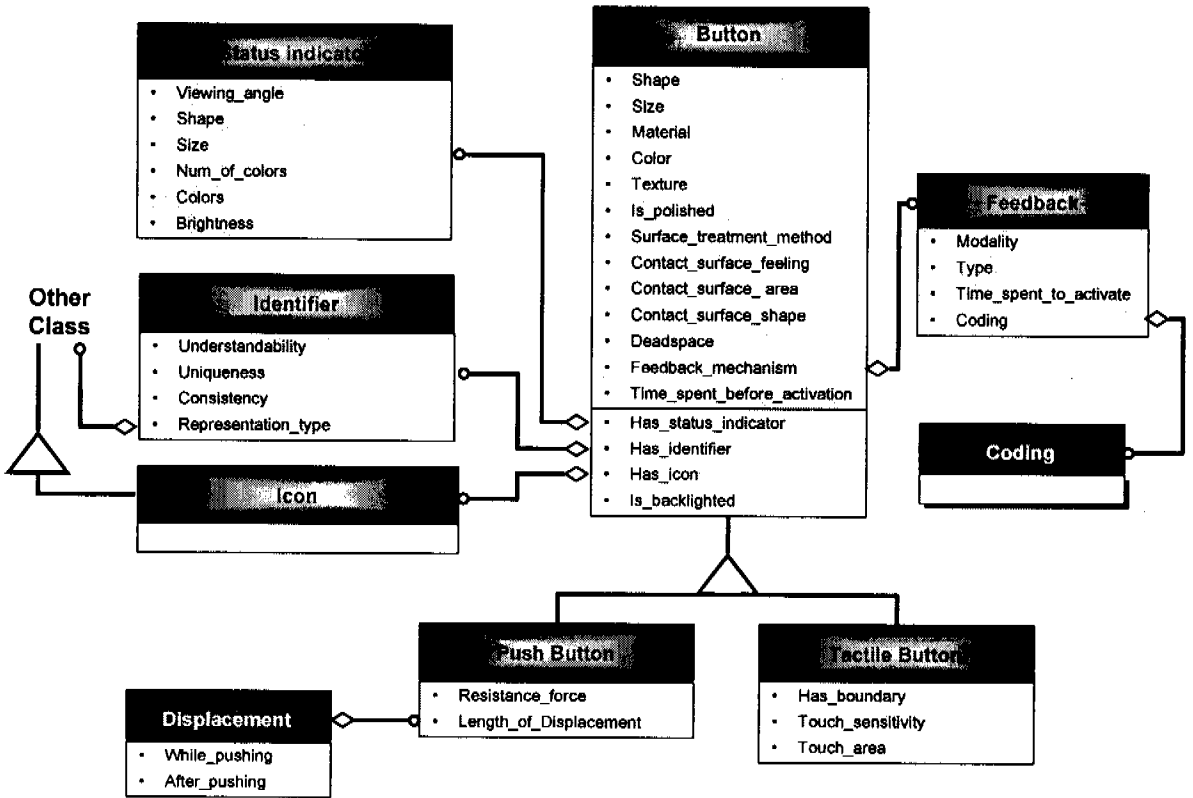 Status indicator
Viewing_angle
Shape
Size
Num_of_colors
Colors
Brightness
Button
Shape
Size
Material
Color
Texture
Is_polished
Surface_treatment_method
Contact_surface_feeling
Contact_surface_ area
Contact_surface_shape
Deadspace
Feedback_mechanism
Time_spent_before_activation
Has_status_indicator
Has_identifier
Has_icon
Is_backlighted
Feedback
Modality
Type
Time_spent_to_activate
Coding
Other
Class
Identifier
Understandability
Uniqueness
Consistency
Representation_type
Icon
Coding
Push Button
Resistance_force
Length_of_Displacement
Tactile Button
Has_boundary
Touch_sensitivity
Touch_area
Displacement
While_pushing
After_pushing